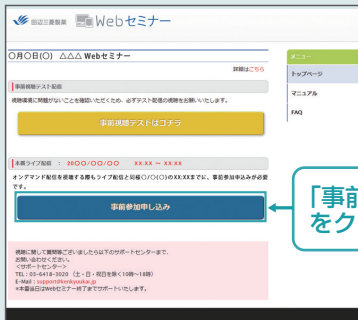 田辺三菱製薬 Webセミナー
〇月〇日(〇) △△△ Webセミナー
詳細はこちら
事前視聴テスト配信
視聴環境に問題がないことを確認いただくため、必ずテスト配信の視聴をお願いいたします。
事前視聴テストはコチラ
本番ライブ配信 : 20〇〇/〇〇/〇〇 XX:XX ～ XX:XX
オンデマンド配信を視聴する際もライブ配信と同様〇/〇(〇)のXX:XXまでに、事前参加申込みが必要
です。
事前参加申し込み
視聴に関して質問等ございましたら以下のサポートセンターまで、
お問い合わせください。
<サポートセンター>
TEL : 03-6418-3020 (土・日・祝日を除く10時～18時)
E-Mail : support@kenkyuukai.jp
※本番当日はWebセミナー終了までサポートいたします。
メニュー
トップページ
マニュアル
FAQ
「事前
をク